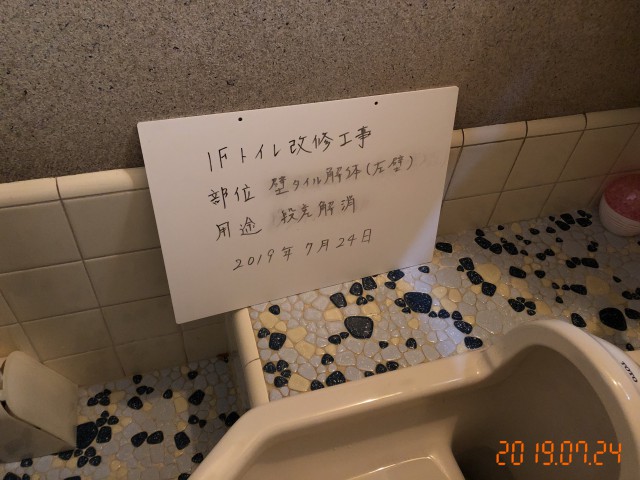 1Fトイレ改修工事
部位 壁タイル解体(左壁)
用途 段差解消
2019年7月24日
TOTO
2019.07.24